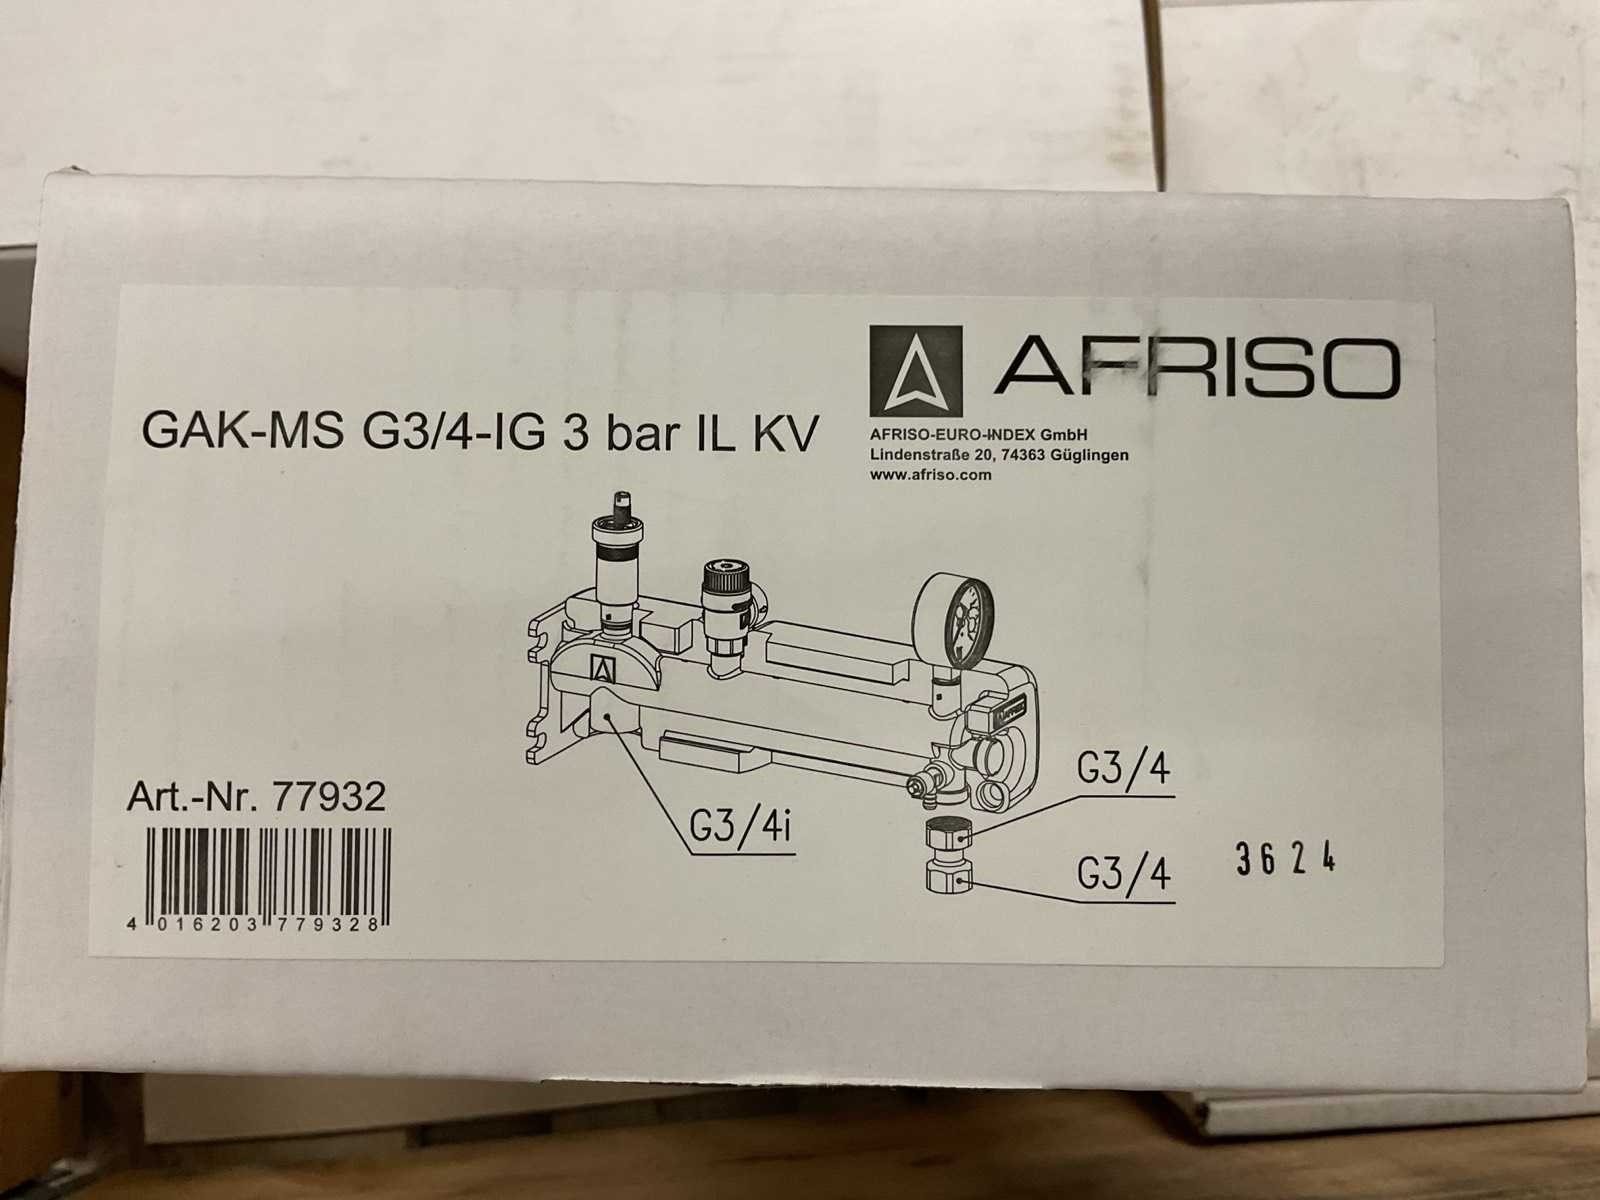 AFRISO
AFRISO-EURO-INDEX GmbH
Lindenstraße 20, 74363 Güglingen
www.afriso.com
GAK-MS G3/4-IG 3 bar IL KV
G3/4
G3/4i
G3/4
Art.-Nr. 77932
4 016203 779328
3624